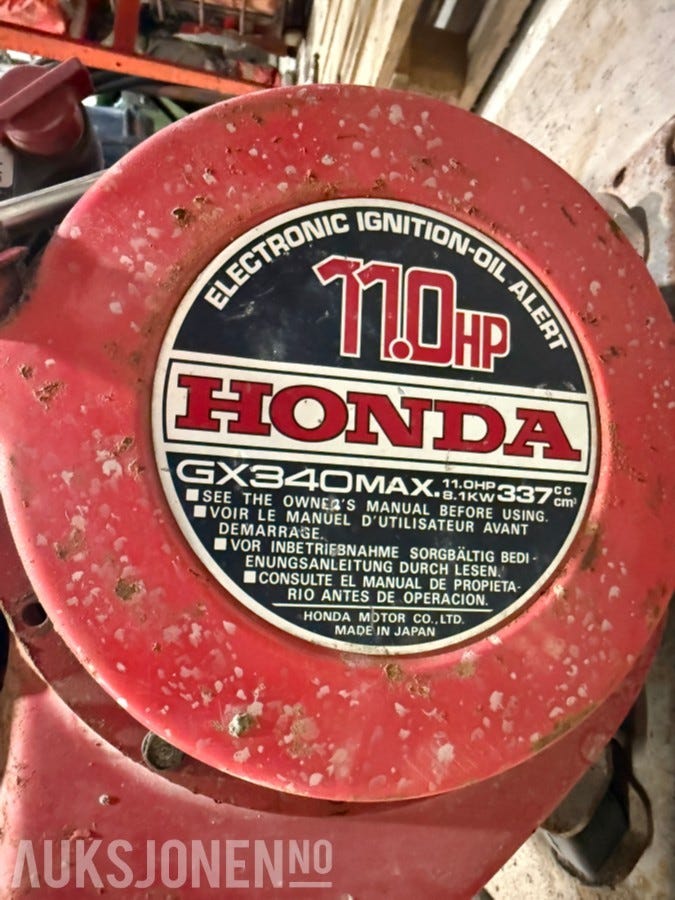 ELECTRONIC IGNITION-OIL ALERT
11.0HP
HONDA
GX340MAX. 11.0HP 8.1KW 337 cc cm³
SEE THE OWNER'S MANUAL BEFORE USING.
VOIR LE MANUEL D'UTILISATEUR AVANT
DEMARRAGE.
VOR INBETRIEBNAHME SORGBÄLTIG BEDI-
ENUNGSANLEITUNG DURCH LESEN.
CONSULTE EL MANUAL DE PROPIETA-
RIO ANTES DE OPERACION.
HONDA MOTOR CO., LTD.
MADE IN JAPAN
AUKSJONEN NO